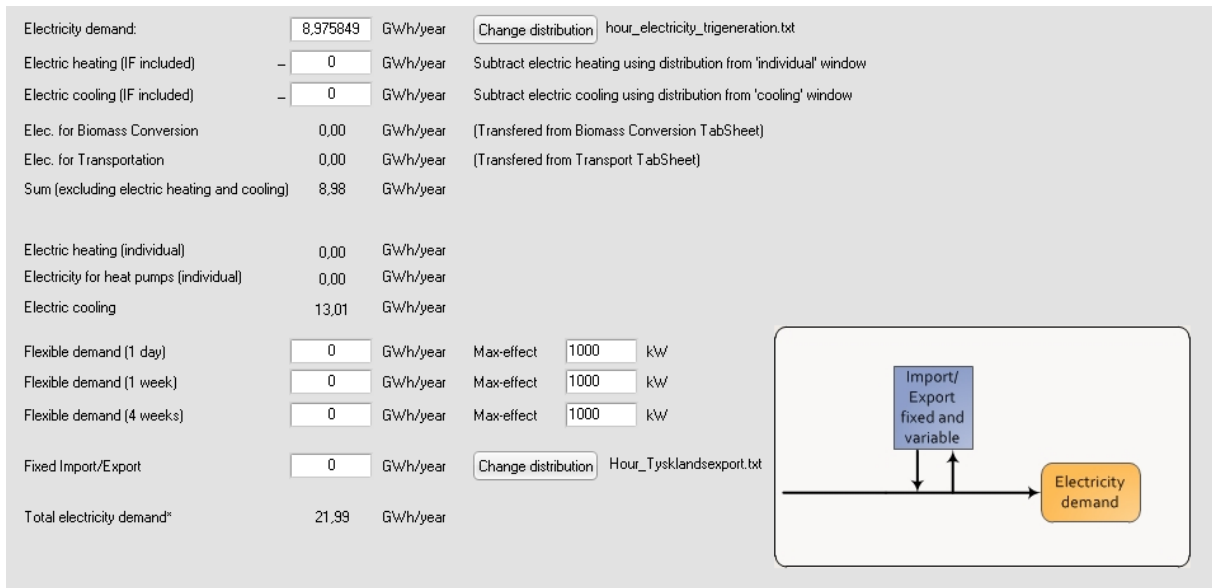 Electricity demand: 8,975849 GWh/year Change distribution hour_electricity_trigeneration.txt
Electric heating (IF included) – 0 GWh/year Subtract electric heating using distribution from 'individual' window
Electric cooling (IF included) – 0 GWh/year Subtract electric cooling using distribution from 'cooling' window
Elec. for Biomass Conversion 0,00 GWh/year (Transfered from Biomass Conversion TabSheet)
Elec. for Transportation 0,00 GWh/year (Transfered from Transport TabSheet)
Sum (excluding electric heating and cooling) 8,98 GWh/year
Electric heating (individual) 0,00 GWh/year
Electricity for heat pumps (individual) 0,00 GWh/year
Electric cooling 13,01 GWh/year
Flexible demand (1 day) 0 GWh/year Max-effect 1000 kW
Flexible demand (1 week) 0 GWh/year Max-effect 1000 kW
Flexible demand (4 weeks) 0 GWh/year Max-effect 1000 kW
Fixed Import/Export 0 GWh/year Change distribution Hour_Tysklandsexport.txt
Total electricity demand* 21,99 GWh/year
Import/
Export
fixed and
variable
Electricity
demand